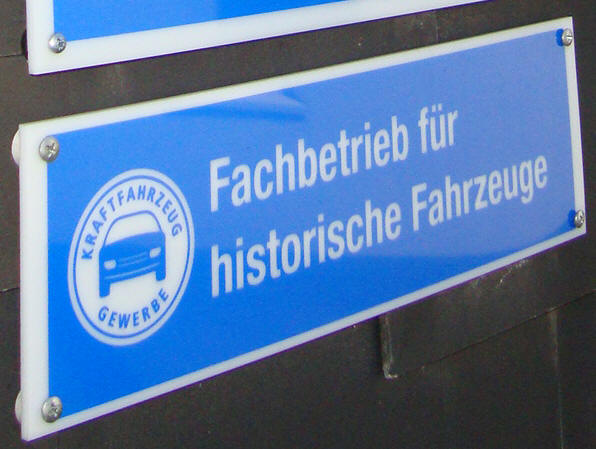 KRAFTFAHRZEUG
GEWERBE
Fachbetrieb für
historische Fahrzeuge